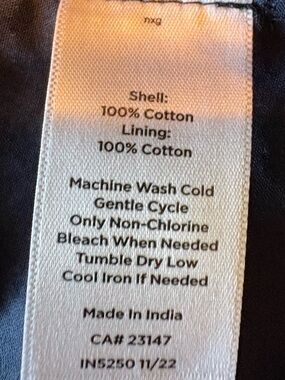 nxg
Shell:
100% Cotton
Lining:
100% Cotton
Machine Wash Cold
Gentle Cycle
Only Non-Chlorine
Bleach When Needed
Tumble Dry Low
Cool Iron If Needed
Made In India
CA# 23147
IN5250 11/22